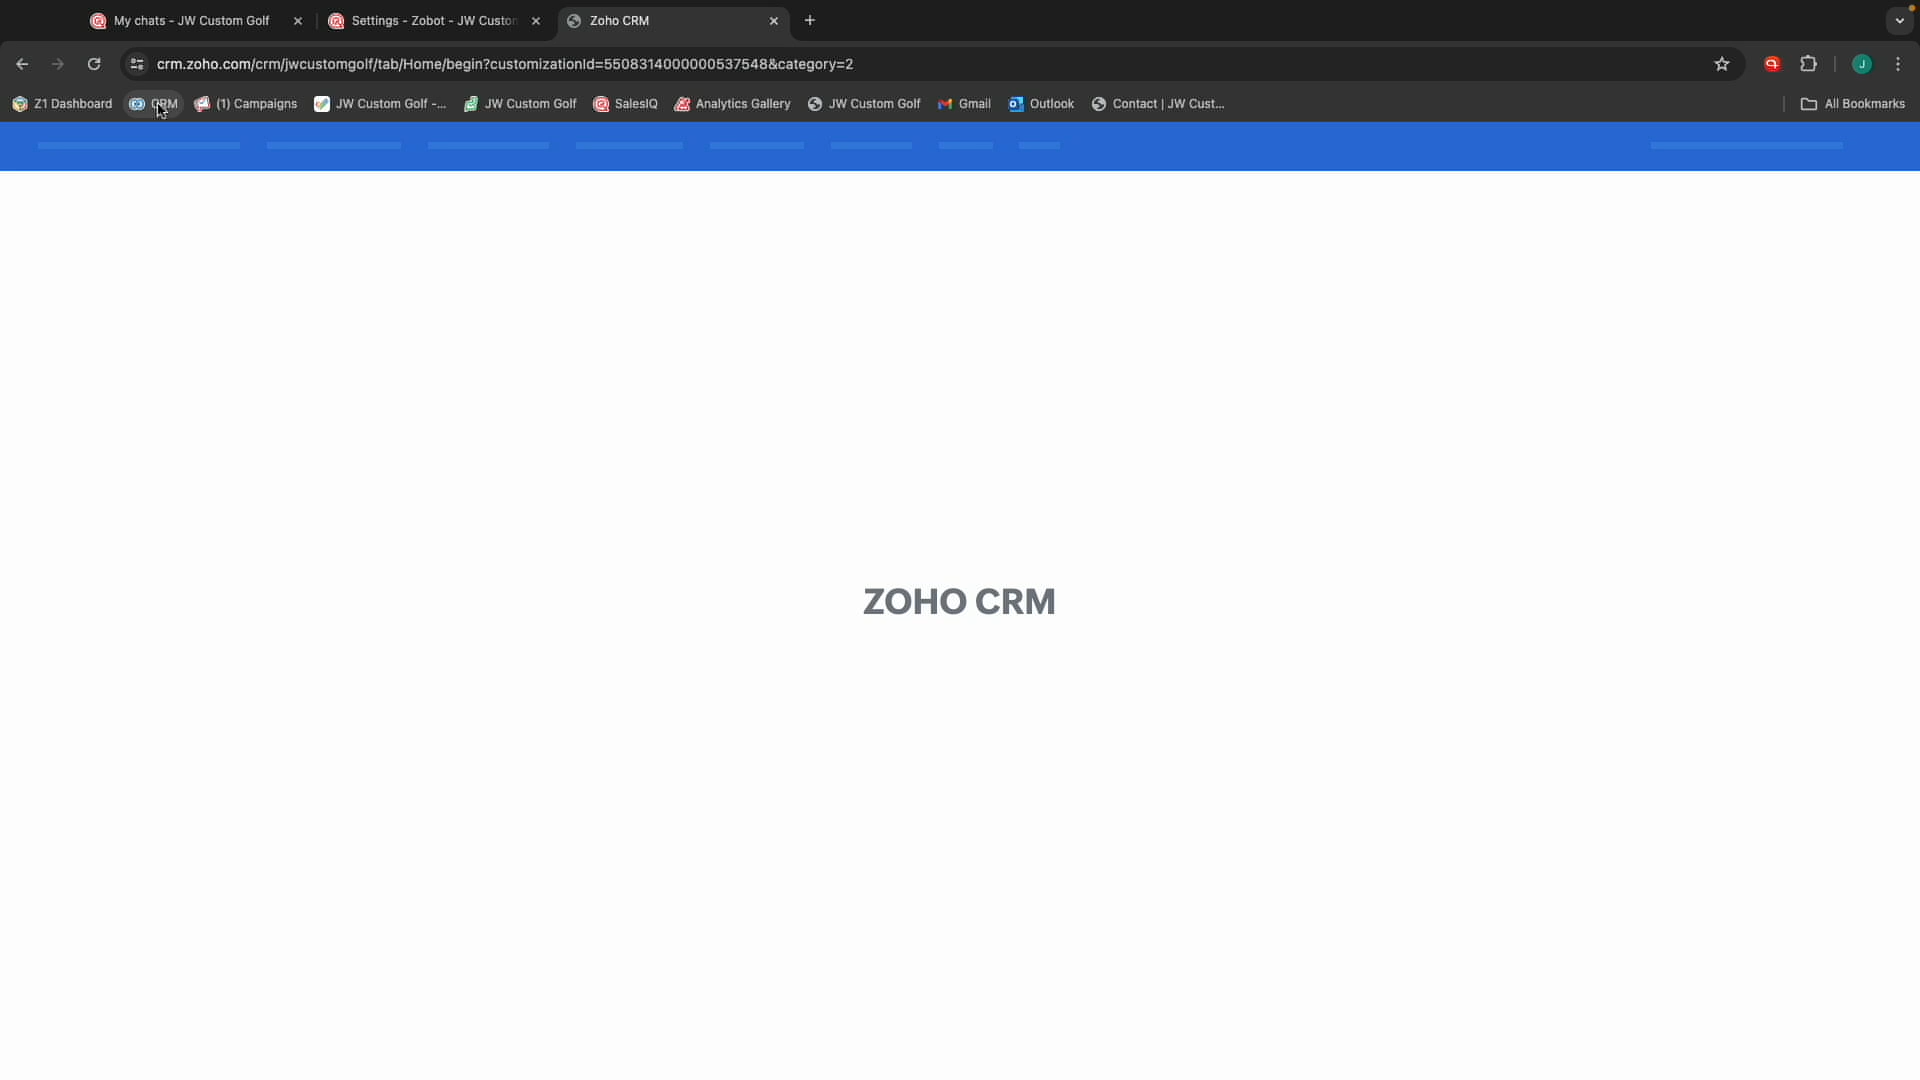 My chats - JW Custom Golf
Settings - Zobot - JW Custon
Zoho CRM
crm.zoho.com/crm/jwcustomgolf/tab/Home/begin?customizationId=5508314000000537548&category=2
Z1 Dashboard
CRM
(1) Campaigns
JW Custom Golf -...
JW Custom Golf
SalesIQ
Analytics Gallery
JW Custom Golf
Gmail
Outlook
Contact | JW Cust...
All Bookmarks
J
ZOHO CRM